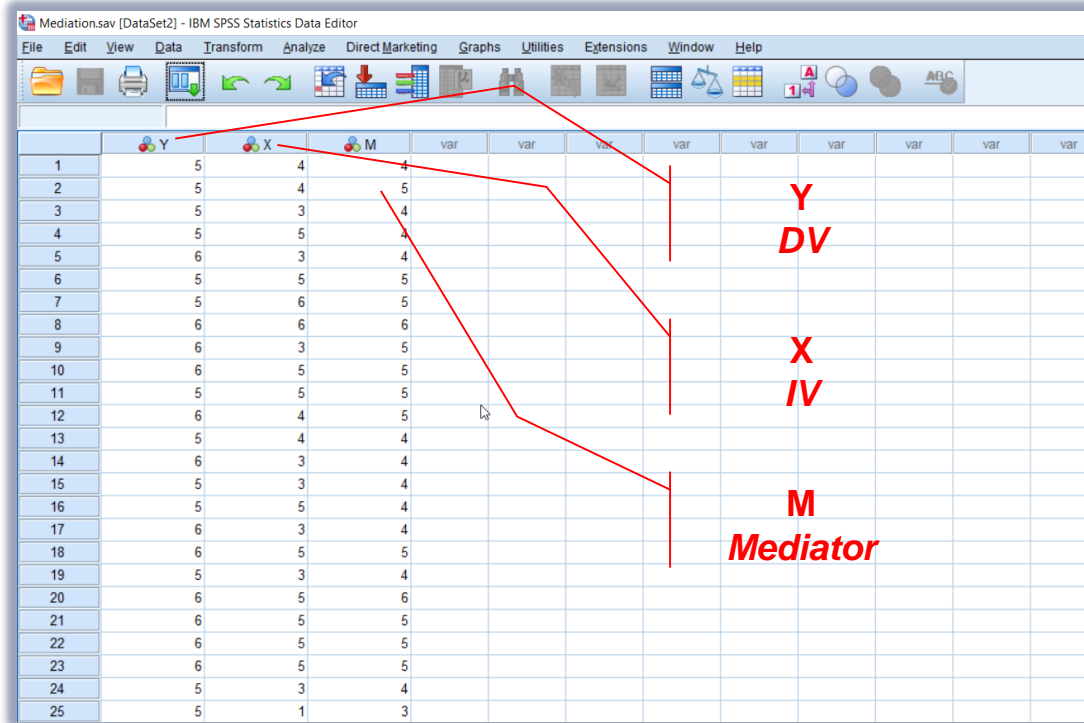 Mediation.sav [DataSet2] - IBM SPSS Statistics Data Editor
File Edit View Data Transform Analyze Direct Marketing Graphs Utilities Extensions Window Help
Y X M var var var var var var var var var
1 5 4 4
2 5 4 5
3 5 3 4
4 5 5 4
5 6 3 4
6 5 5 5
7 5 6 5
8 6 6 6
9 6 3 5
10 6 5 5
11 5 5 5
12 6 4 5
13 5 4 4
14 6 3 4
15 5 3 4
16 5 5 4
17 6 3 4
18 6 5 5
19 5 3 4
20 6 5 6
21 6 5 5
22 6 5 5
23 6 5 5
24 5 3 4
25 5 1 3
Y
DV
X
IV
M
Mediator